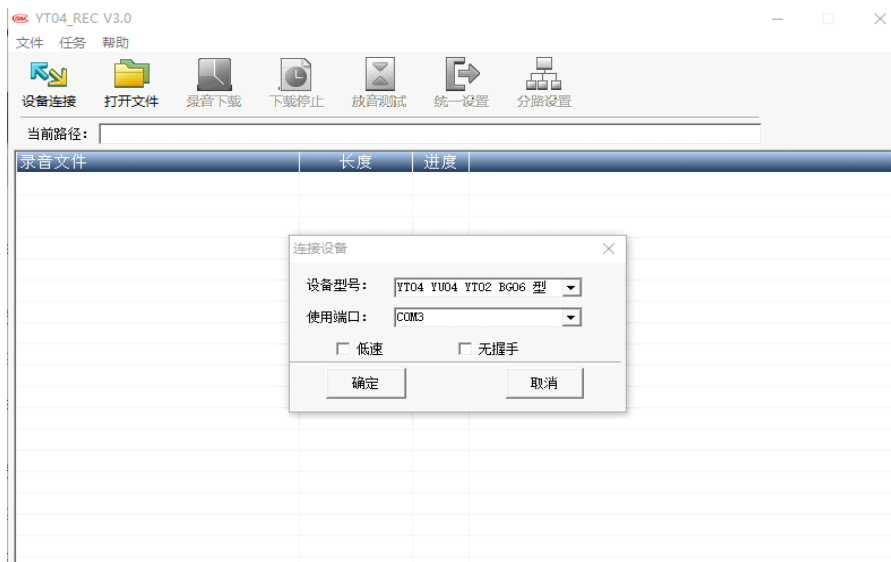 YT04_REC V3.0
文件 任务 帮助
设备连接 打开文件 录音下载 下载停止 放音测试 统一设置 分路设置
当前路径：
录音文件 长度 进度
连接设备
设备型号： YT04 YU04 YT02 BG06 型
使用端口： COM3
低速 无握手
确定 取消